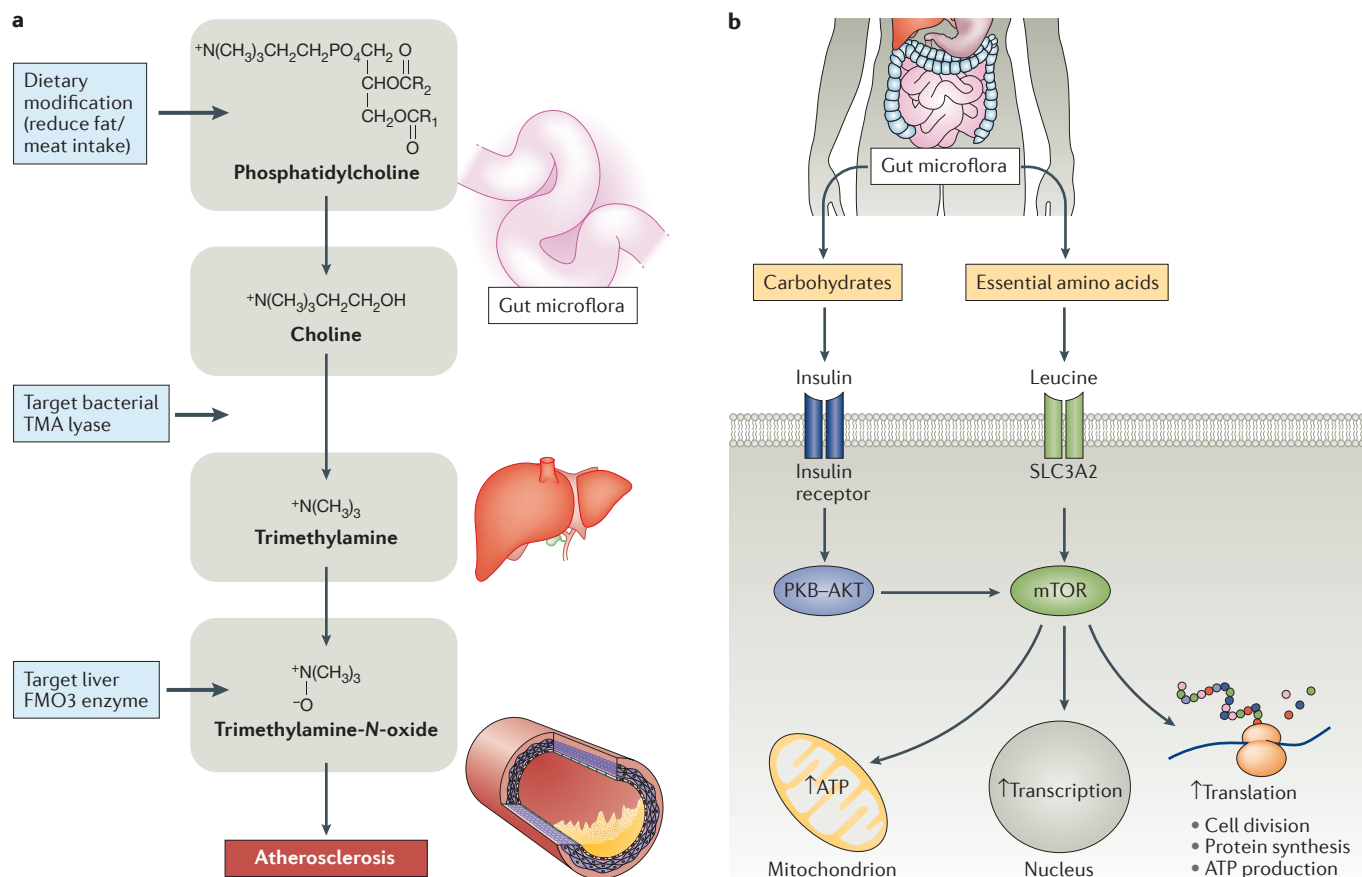 a
Dietary
modification
(reduce fat/
meat intake)
⁺N(CH₃)₃CH₂CH₂PO₄CH₂ O
CHOCR₂
CH₂OCR₁
O
Phosphatidylcholine
Gut microflora
⁺N(CH₃)₃CH₂CH₂OH
Choline
Target bacterial
TMA lyase
⁺N(CH₃)₃
Trimethylamine
Target liver
FMO3 enzyme
⁺N(CH₃)₃
⁻O
Trimethylamine-N-oxide
Atherosclerosis
b
Gut microflora
Carbohydrates
Essential amino acids
Insulin
Leucine
Insulin
receptor
SLC3A2
PKB–AKT
mTOR
↑ATP
Mitochondrion
↑Transcription
Nucleus
↑Translation
• Cell division
• Protein synthesis
• ATP production